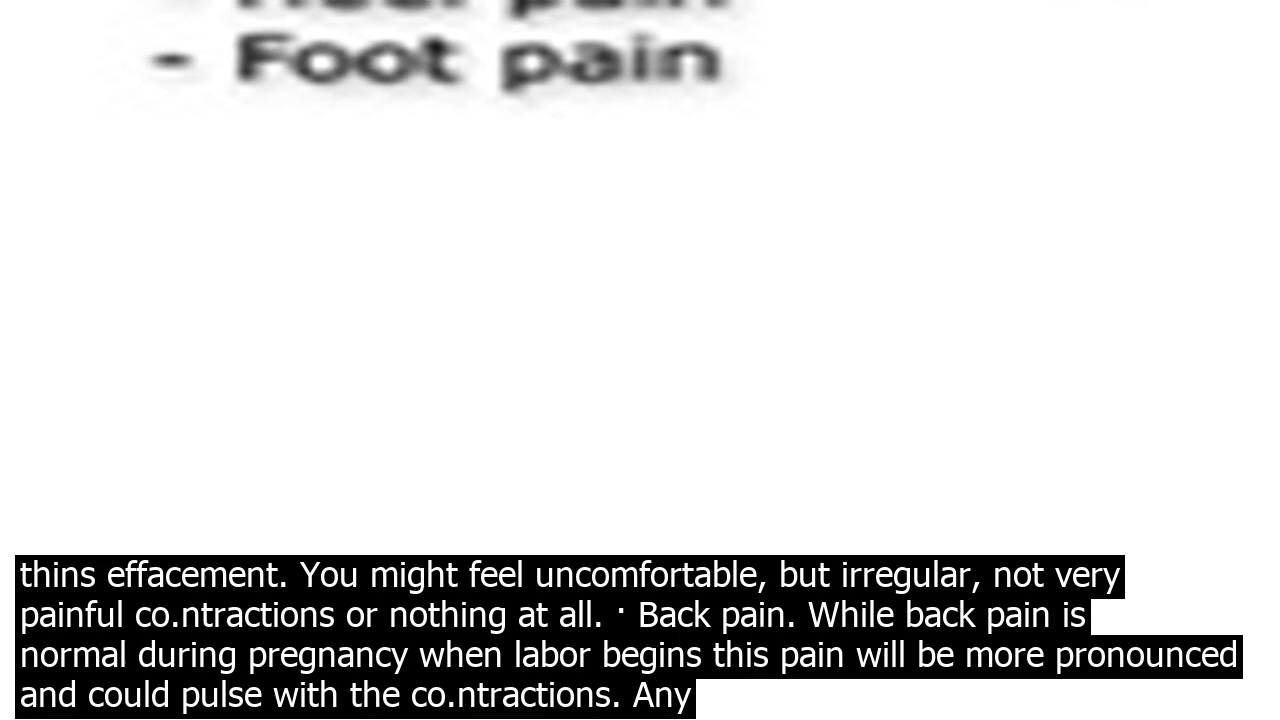 - Foot pain
thins effacement. You might feel uncomfortable, but irregular, not very
painful co.ntractions or nothing at all. · Back pain. While back pain is
normal during pregnancy when labor begins this pain will be more pronounced
and could pulse with the co.ntractions. Any